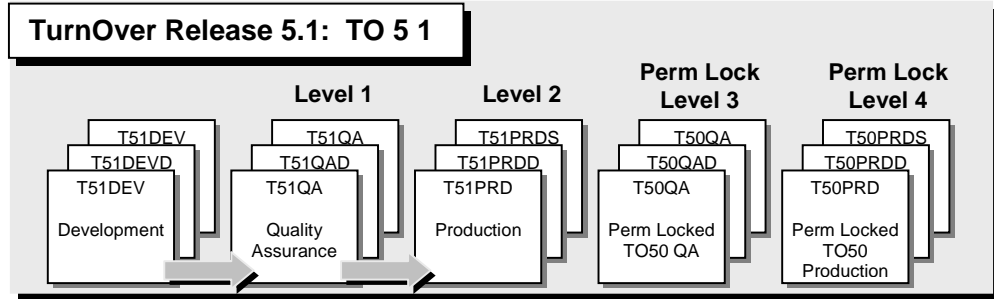 TurnOver Release 5.1: TO 5 1
Level 1
Level 2
Perm Lock
Level 3
Perm Lock
Level 4
T51DEV
T51DEVD
T51DEV
Development
T51QA
T51QAD
T51QA
Quality
Assurance
T51PRDS
T51PRDD
T51PRD
Production
T50QA
T50QAD
T50QA
Perm Locked
TO50 QA
T50PRDS
T50PRDD
T50PRD
Perm Locked
TO50
Production